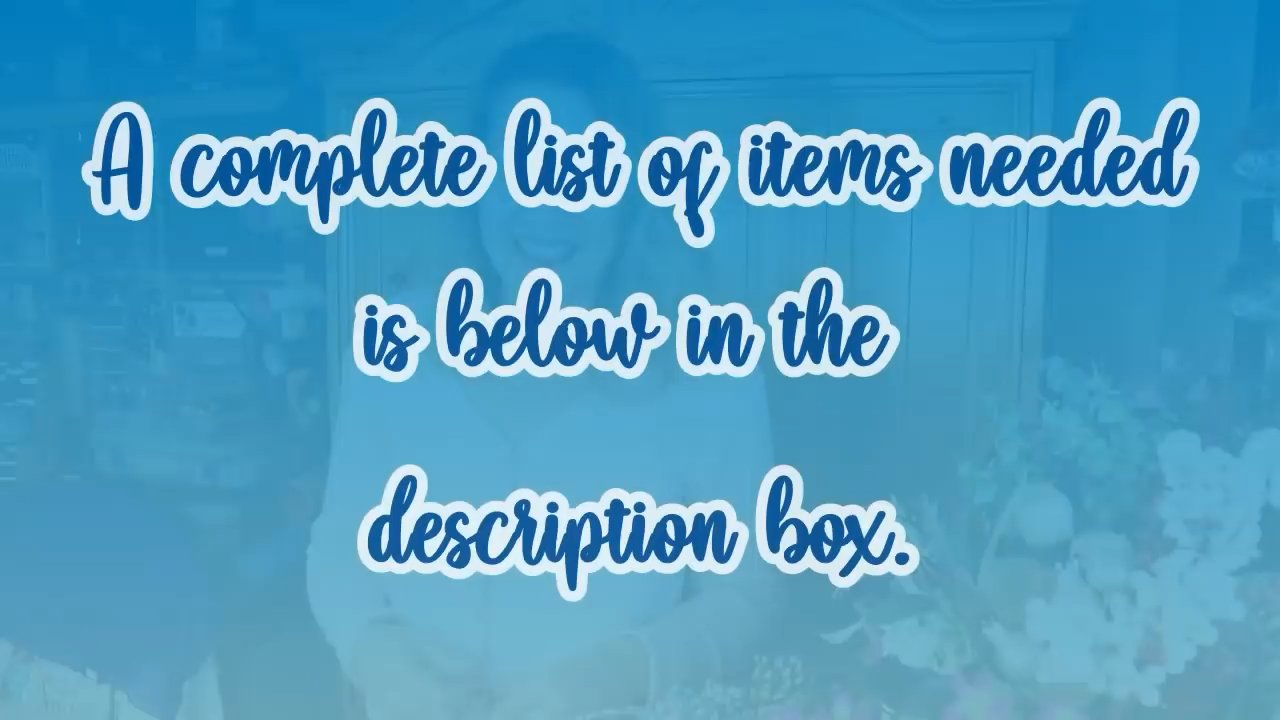 A complete list of items needed
is below in the
description box.